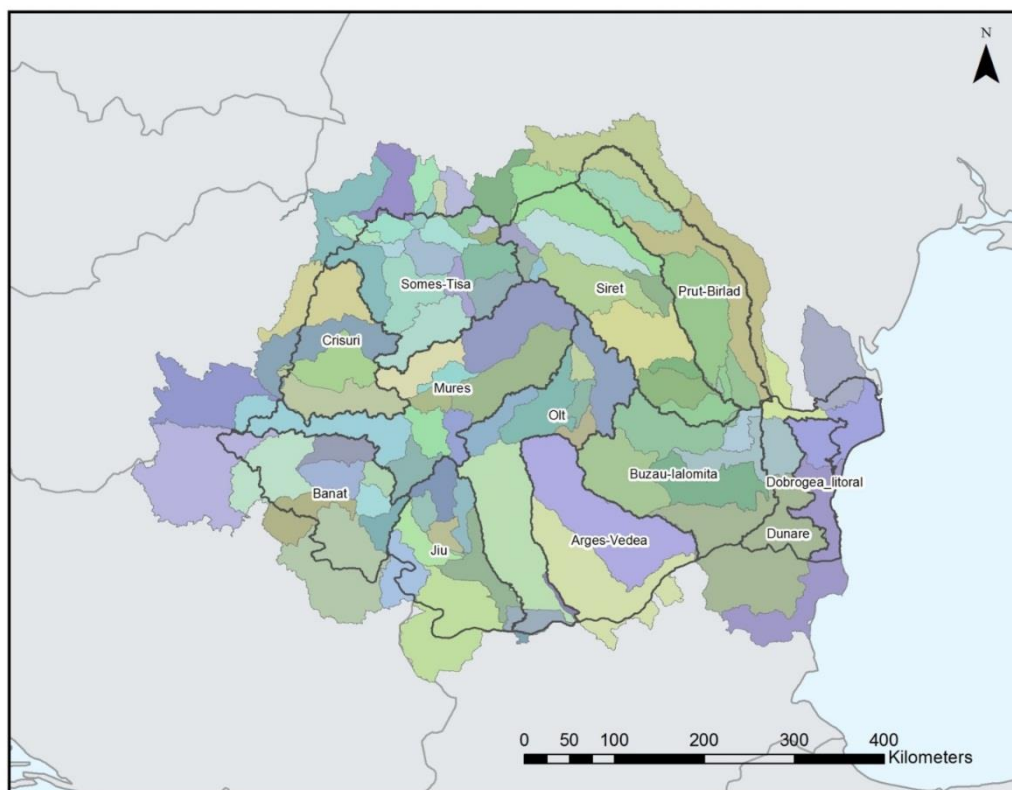 N
Somes-Tisa
Siret
Prut-Birlad
Crisuri
Mures
Olt
Buzau-Ialomita
Dobrogea_litoral
Banat
Dunare
Arges-Vedea
Jiu
0 50 100 200 300 400
Kilometers